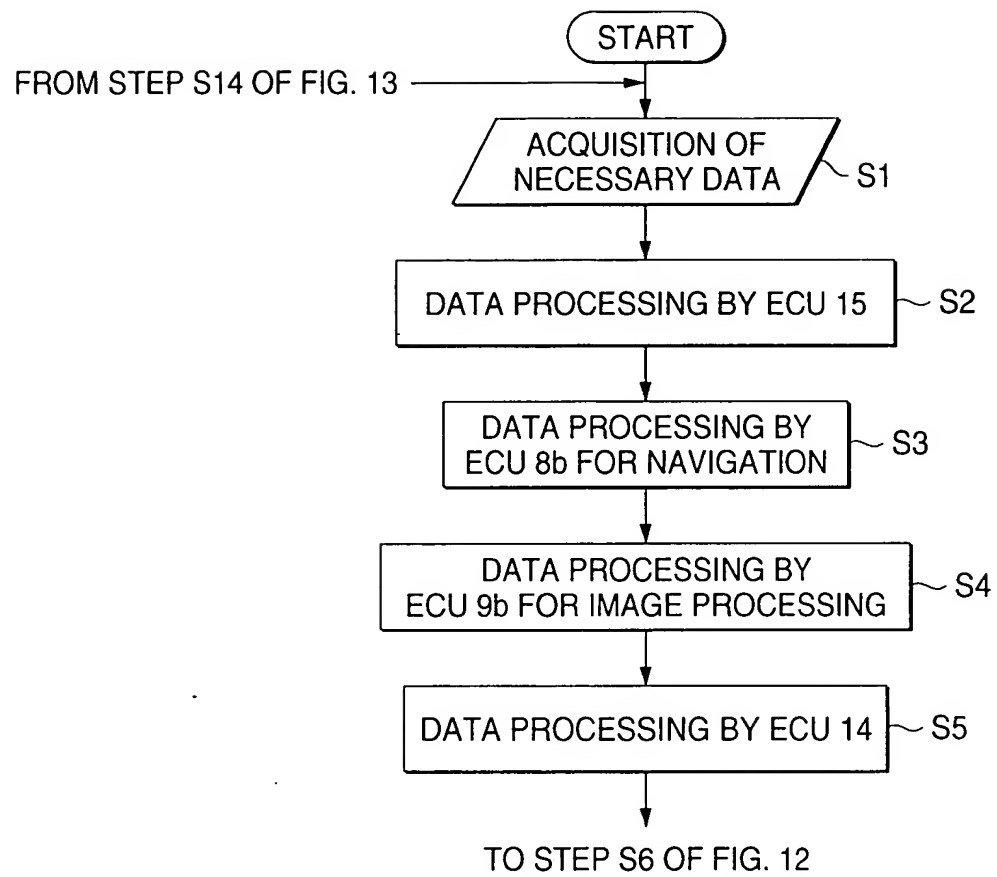 START
FROM STEP S14 OF FIG. 13
ACQUISITION OF
NECESSARY DATA
S1
DATA PROCESSING BY ECU 15
S2
DATA PROCESSING BY
ECU 8b FOR NAVIGATION
S3
DATA PROCESSING BY
ECU 9b FOR IMAGE PROCESSING
S4
DATA PROCESSING BY ECU 14
S5
TO STEP S6 OF FIG. 12